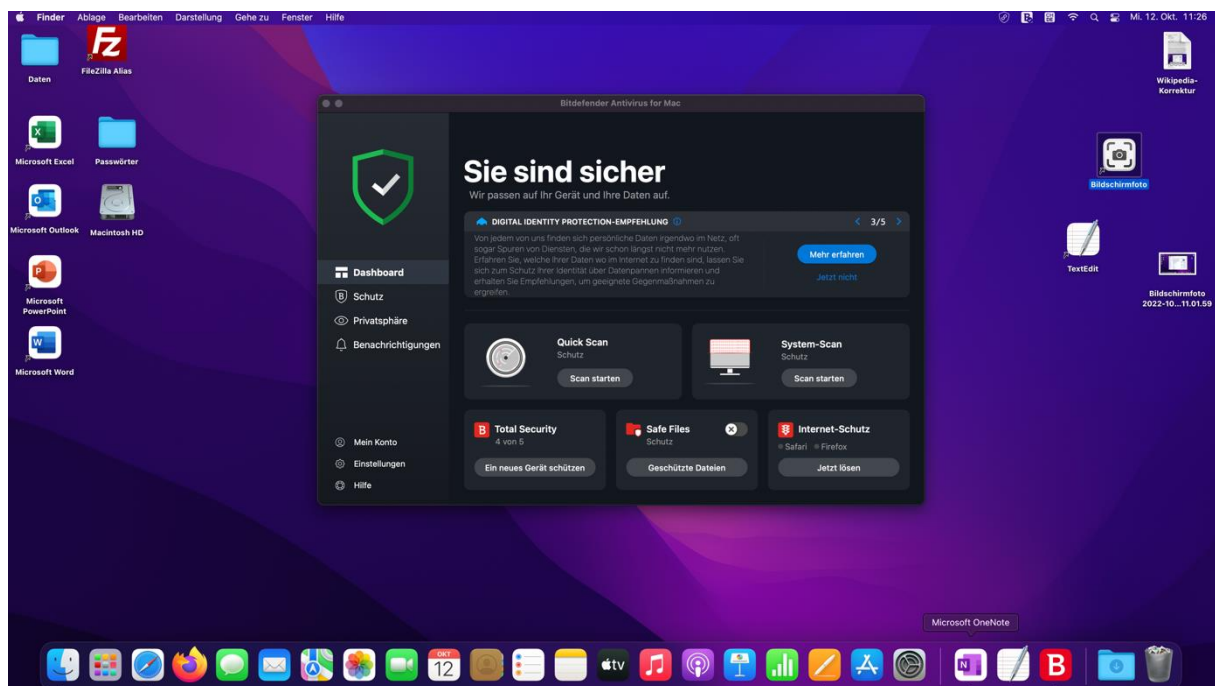 Finder Ablage Bearbeiten Darstellung Gehe zu Fenster Hilfe
Mi. 12. Okt. 11:26
Daten
FileZilla Alias
Microsoft Excel
Passwörter
Microsoft Outlook
Macintosh HD
Microsoft
PowerPoint
Microsoft Word
Wikipedia-
Korrektur
Bildschirmfoto
TextEdit
Bildschirmfoto
2022-10...11.01.59
Bitdefender Antivirus for Mac
Dashboard
Schutz
Privatsphäre
Benachrichtigungen
Mein Konto
Einstellungen
Hilfe
Sie sind sicher
Wir passen auf Ihr Gerät und Ihre Daten auf.
DIGITAL IDENTITY PROTECTION-EMPFEHLUNG
3/5
Von jedem von uns finden sich persönliche Daten irgendwo im Netz, oft
sogar Spuren von Diensten, die wir schon längst nicht mehr nutzen.
Erfahren Sie, welche Ihrer Daten wo im Internet zu finden sind, lassen Sie
sich zum Schutz Ihrer Identität über Datenpannen informieren und
erhalten Sie Empfehlungen, um geeignete Gegenmaßnahmen zu
ergreifen.
Mehr erfahren
Jetzt nicht
Quick Scan
Schutz
Scan starten
System-Scan
Schutz
Scan starten
Total Security
4 von 5
Ein neues Gerät schützen
Safe Files
Schutz
Geschützte Dateien
Internet-Schutz
Safari Firefox
Jetzt lösen
Microsoft OneNote
OKT
12
tv